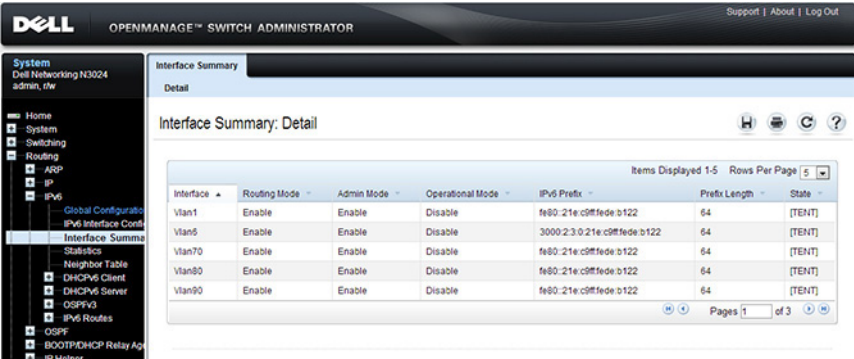 Support | About | Log Out
DELL OPENMANAGE™ SWITCH ADMINISTRATOR
System
Dell Networking N3024
admin, r/w
Home
System
Switching
Routing
ARP
IP
IPv6
Global Configuratio
IPv6 Interface Confi
Interface Summa
Statistics
Neighbor Table
DHCPv6 Client
DHCPv6 Server
OSPFv3
IPv6 Routes
OSPF
BOOTP/DHCP Relay Age
IP Helper
Interface Summary
Detail
Interface Summary: Detail
Items Displayed 1-5 Rows Per Page 5
Interface Routing Mode Admin Mode Operational Mode IPv6 Prefix Prefix Length State
Vlan1 Enable Enable Disable fe80::21e:c9ff:fede:b122 64 [TENT]
Vlan5 Enable Enable Disable 3000:2:3:0:21e:c9ff:fede:b122 64 [TENT]
Vlan70 Enable Enable Disable fe80::21e:c9ff:fede:b122 64 [TENT]
Vlan80 Enable Enable Disable fe80::21e:c9ff:fede:b122 64 [TENT]
Vlan90 Enable Enable Disable fe80::21e:c9ff:fede:b122 64 [TENT]
Pages 1 of 3